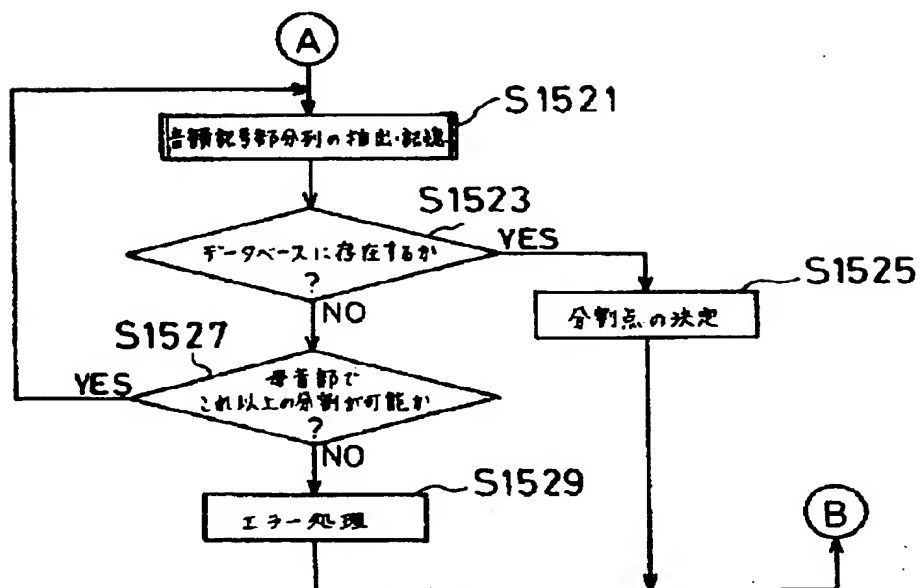 A
S1521
音韻記号部分列の抽出・記憶
S1523
データベースに存在するか
?
YES
NO
S1525
分割点の決定
S1527
YES
母音部で
これ以上の分割が可能か
?
NO
S1529
エラー処理
B